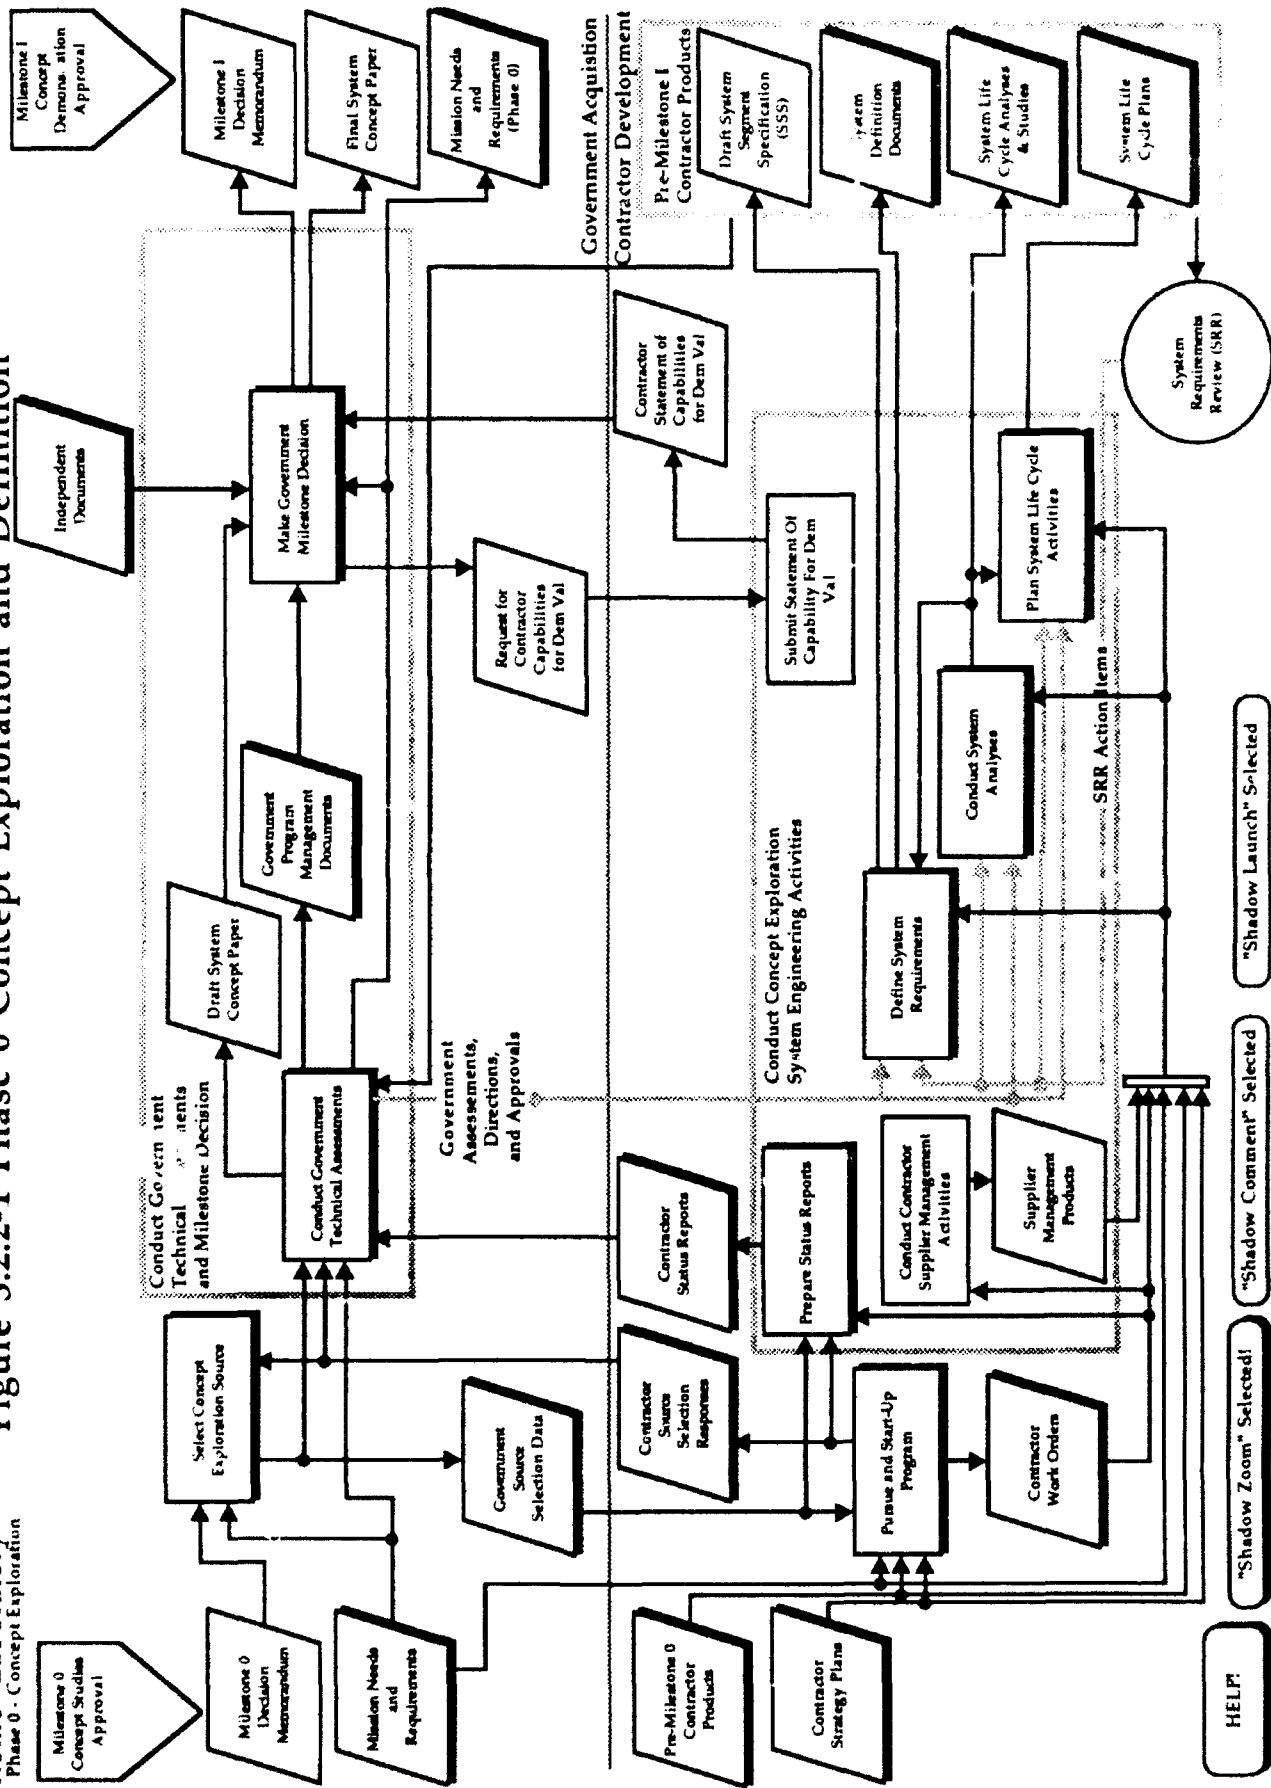 Figure 3.2.2-1 Phase 0 Concept Exploration and Definition
Phase 0 - Concept Exploration
Milestone 0
Concept Studies
Approval
Milestone 0
Decision
Memorandum
Mission Needs
and
Requirements
Select Concept
Exploration Source
Government
Source
Selection Data
Conduct Government
Technical
and Milestone Decision
Conduct Government
Technical Assessments
Draft System
Concept Paper
Government
Program
Management
Documents
Make Government
Milestone Decision
Independent
Documents
Request for
Contractor
Capabilities
for Dem Val
Government
Assessements,
Directions,
and Approvals
Milestone I
Concept
Approval
Milestone I
Decision
Memorandum
Final System
Concept Paper
Mission Needs
and
Requirements
(Phase 0)
Government Acquisition
Contractor Development
Pre-Milestone 0
Contractor
Products
Contractor
Strategy Plans
Contractor
Source
Selection
Responses
Contractor
Status Reports
Contractor
Statement of
Capabilities
for Dem Val
Pursue and Start-Up
Program
Contractor
Work Orders
Prepare Status Reports
Conduct Contractor
Supplier Management
Activities
Supplier
Management
Products
Conduct Concept Exploration
System Engineering Activities
Submit Statement Of
Capability For Dem
Val
Define System
Requirements
Conduct System
Analyses
Plan System Life Cycle
Activities
SRR Action Items
Pre-Milestone I
Contractor Products
Draft System
Segment
Specification
(SSS)
System
Definition
Documents
System Life
Cycle Analyses
& Studies
System Life
Cycle Plans
System
Requirements
Review (SRR)
HELP!
"Shadow Zoom" Selected!
"Shadow Comment" Selected
"Shadow Launch" Selected